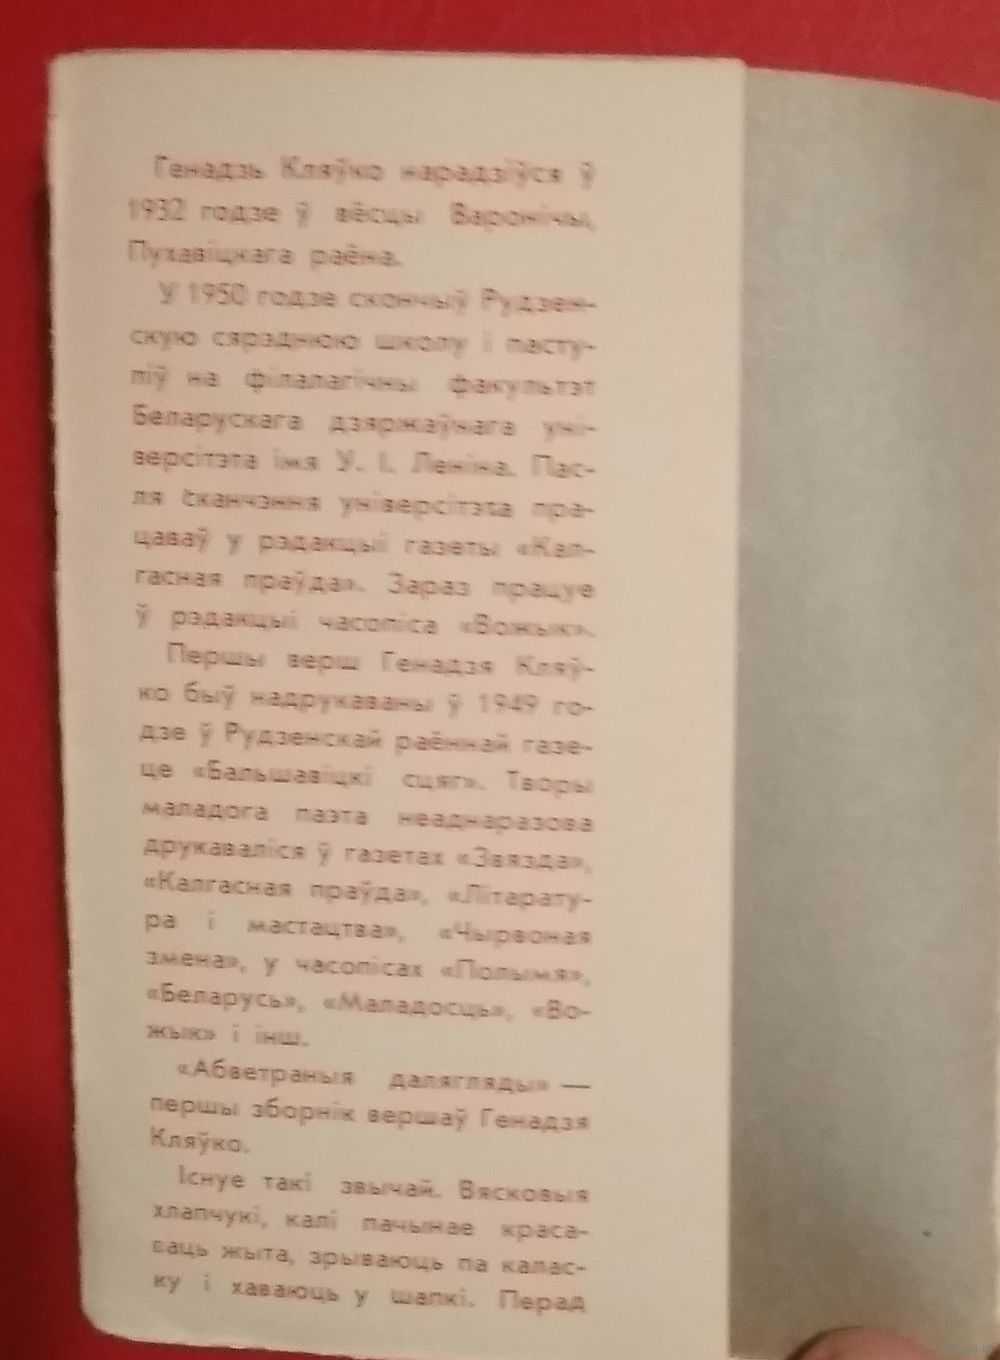 Генадзь Кляўко нарадзіўся ў
1932 годзе ў вёсцы Варонічы,
Пухавіцкага раёна.
У 1950 годзе скончыў Рудзен-
скую сярэднюю школу і пасту-
піў на філалагічны факультэт
Беларускага дзяржаўнага уні-
версітэта імя У. І. Леніна. Пас-
ля сканчэння універсітэта пра-
цаваў у рэдакцыі газеты «Кал-
гасная праўда». Зараз працуе
ў рэдакцыі часопіса «Вожык».
Першы верш Генадзя Кляў-
ко быў надрукаваны ў 1949 го-
дзе ў Рудзенскай раённай газе-
це «Бальшавіцкі сцяг». Творы
маладога паэта неаднаразова
друкаваліся ў газетах «Звязда»,
«Калгасная праўда», «Літарату-
ра і мастацтва», «Чырвоная
змена», у часопісах «Полымя»,
«Беларусь», «Маладосць», «Во-
жык» і інш.
«Абветраныя далягляды» —
першы зборнік вершаў Генадзя
Кляўко.
Існуе такі звычай. Вясковыя
хлапчукі, калі пачынае краса-
ваць жыта, зрываюць па калас-
ку і хаваюць у шапкі. Перад